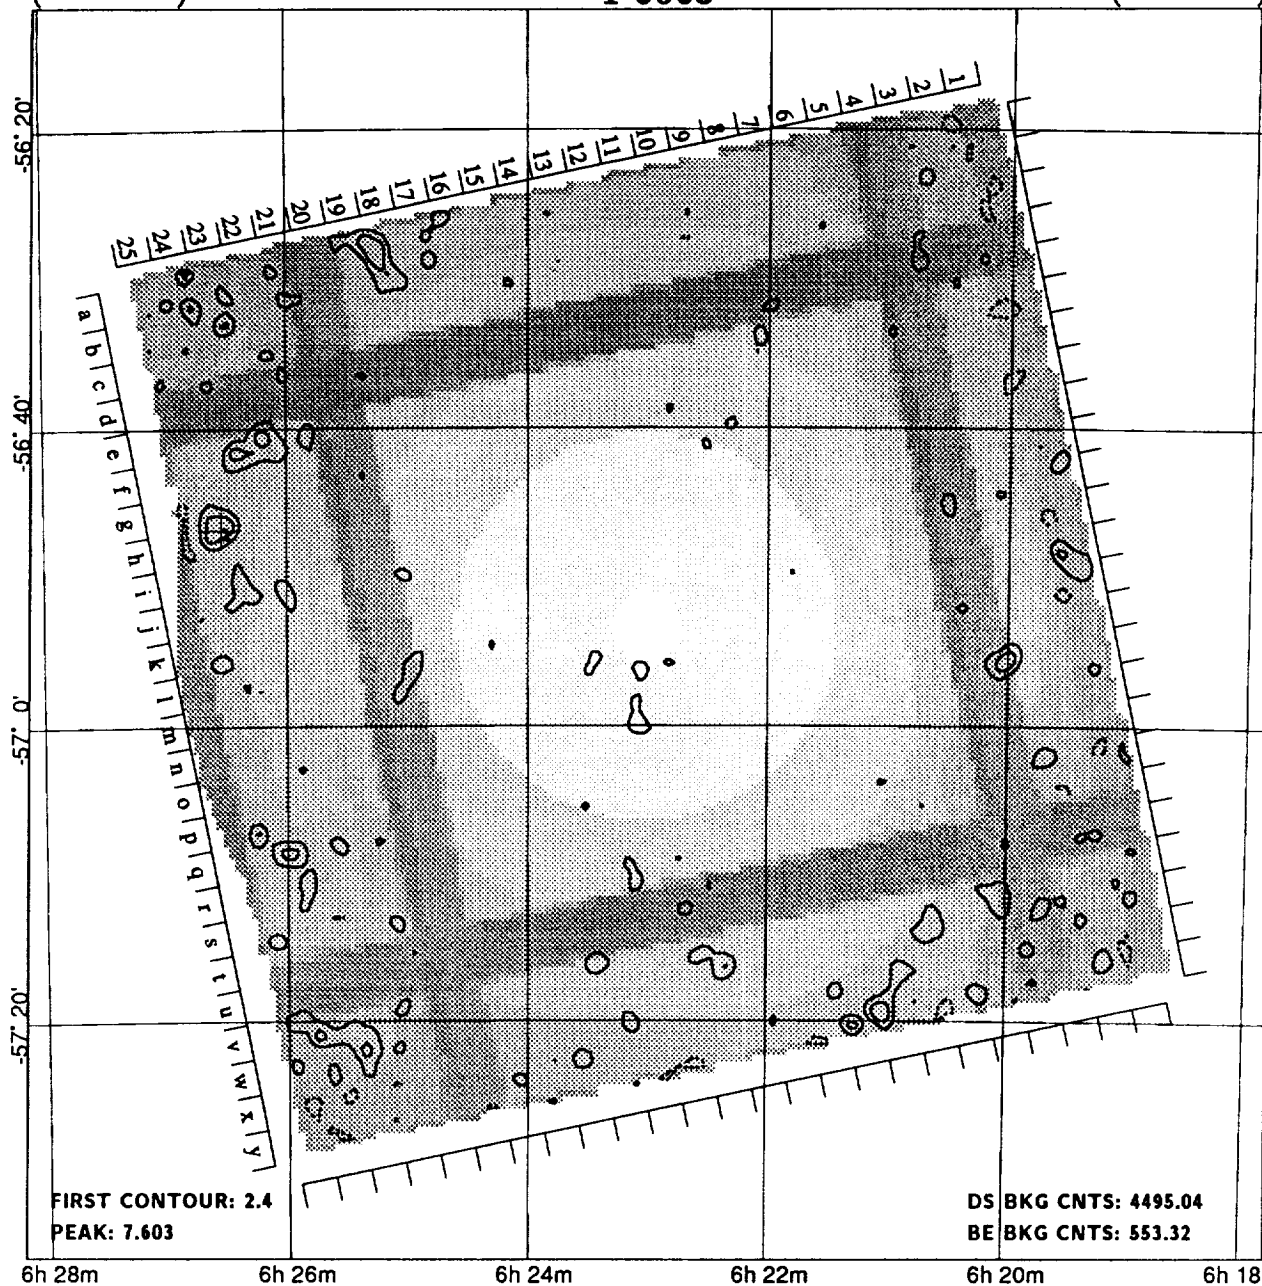 1 2 3 4 5 6 7 8 9 10 11 12 13 14 15 16 17 18 19 20 21 22 23 24 25
a b c d e f g h i j k l m n o p q r s t u v w x y
-56° 20'
-56° 40'
-57° 0'
-57° 20'
FIRST CONTOUR: 2.4
PEAK: 7.603
DS BKG CNTS: 4495.04
BE BKG CNTS: 553.32
6h 28m
6h 26m
6h 24m
6h 22m
6h 20m
6h 18